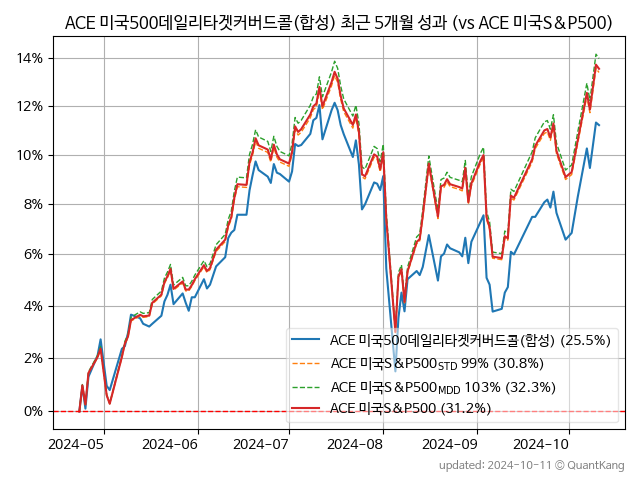 ACE 미국500데일리타겟커버드콜(합성) 최근 5개월 성과 (vs ACE 미국S&P500)
14%
12%
10%
8%
6%
4%
2%
0%
ACE 미국500데일리타겟커버드콜(합성) (25.5%)
ACE 미국S&P500STD 99% (30.8%)
ACE 미국S&P500MDD 103% (32.3%)
ACE 미국S&P500 (31.2%)
2024-05 2024-06 2024-07 2024-08 2024-09 2024-10
updated: 2024-10-11 © QuantKang